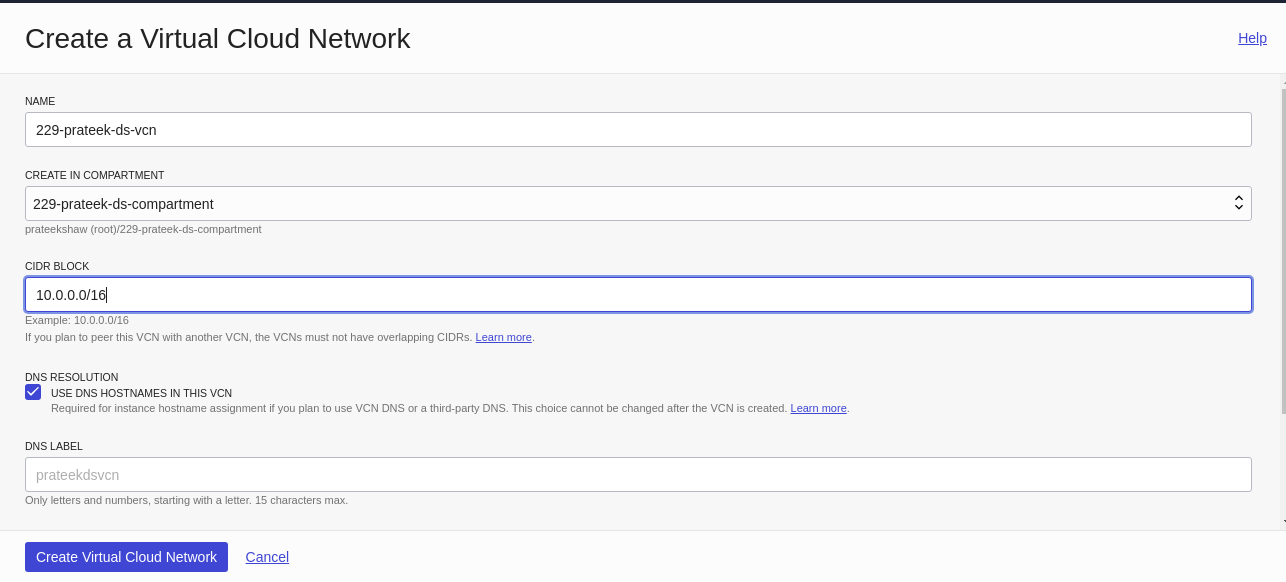 Create a Virtual Cloud Network
Help
NAME
229-prateek-ds-vcn
CREATE IN COMPARTMENT
229-prateek-ds-compartment
prateekshaw (root)/229-prateek-ds-compartment
CIDR BLOCK
10.0.0.0/16
Example: 10.0.0.0/16
If you plan to peer this VCN with another VCN, the VCNs must not have overlapping CIDRs. Learn more.
DNS RESOLUTION
USE DNS HOSTNAMES IN THIS VCN
Required for instance hostname assignment if you plan to use VCN DNS or a third-party DNS. This choice cannot be changed after the VCN is created. Learn more.
DNS LABEL
prateekdsvcn
Only letters and numbers, starting with a letter. 15 characters max.
Create Virtual Cloud Network
Cancel